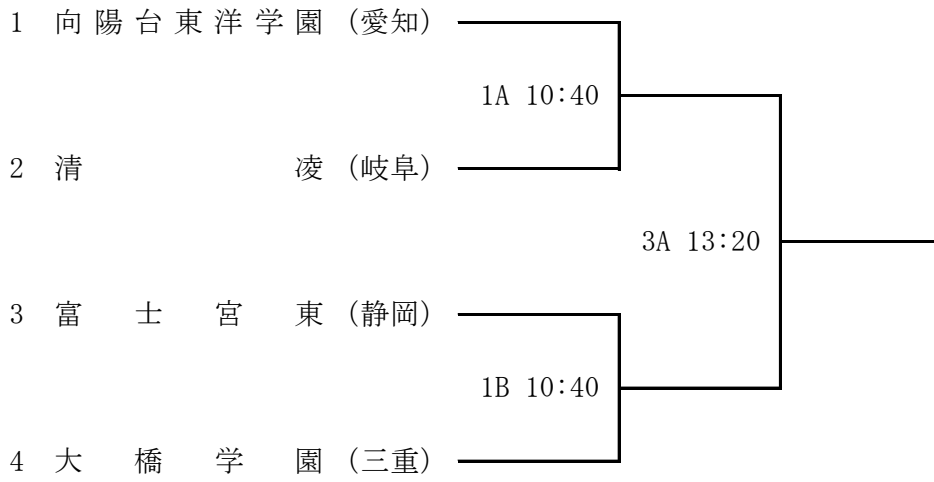 1 向陽台東洋学園 (愛知)
1A 10:40
2 清凌 (岐阜)
3A 13:20
3 富士宮東 (静岡)
1B 10:40
4 大橋学園 (三重)